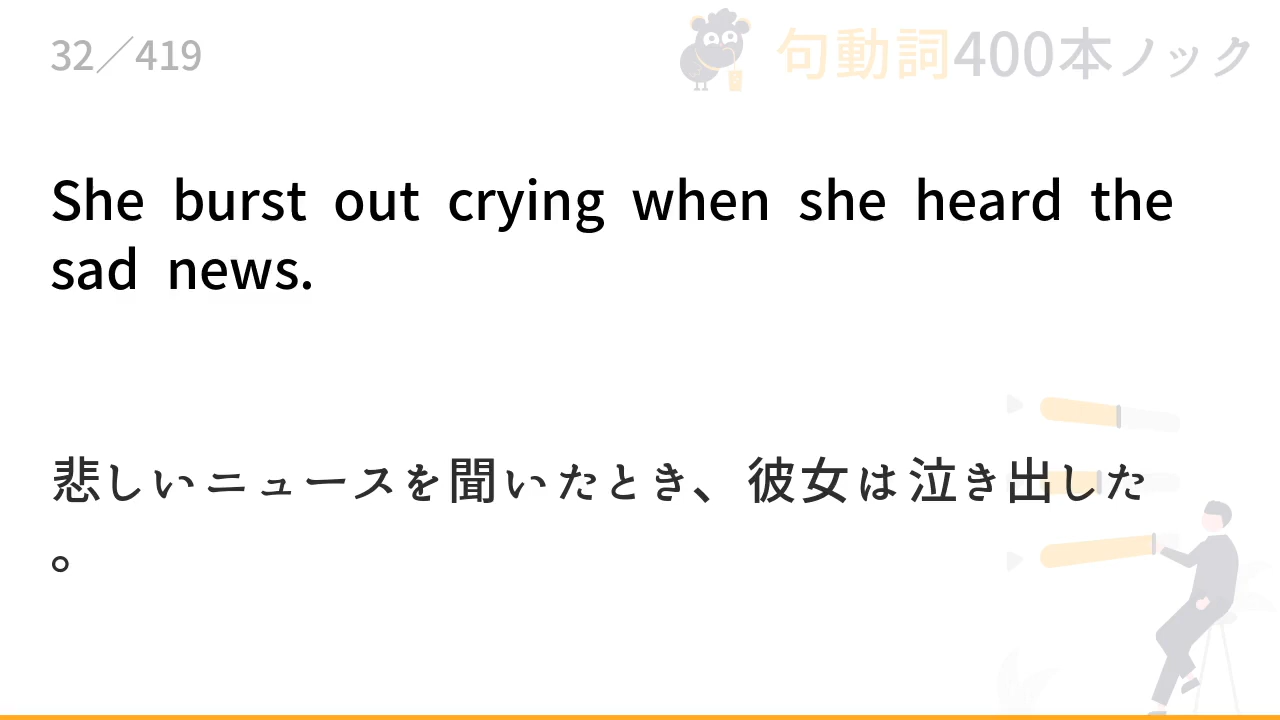 32／419
句動詞400本ノック
She burst out crying when she heard the
sad news.
悲しいニュースを聞いたとき、彼女は泣き出した
。